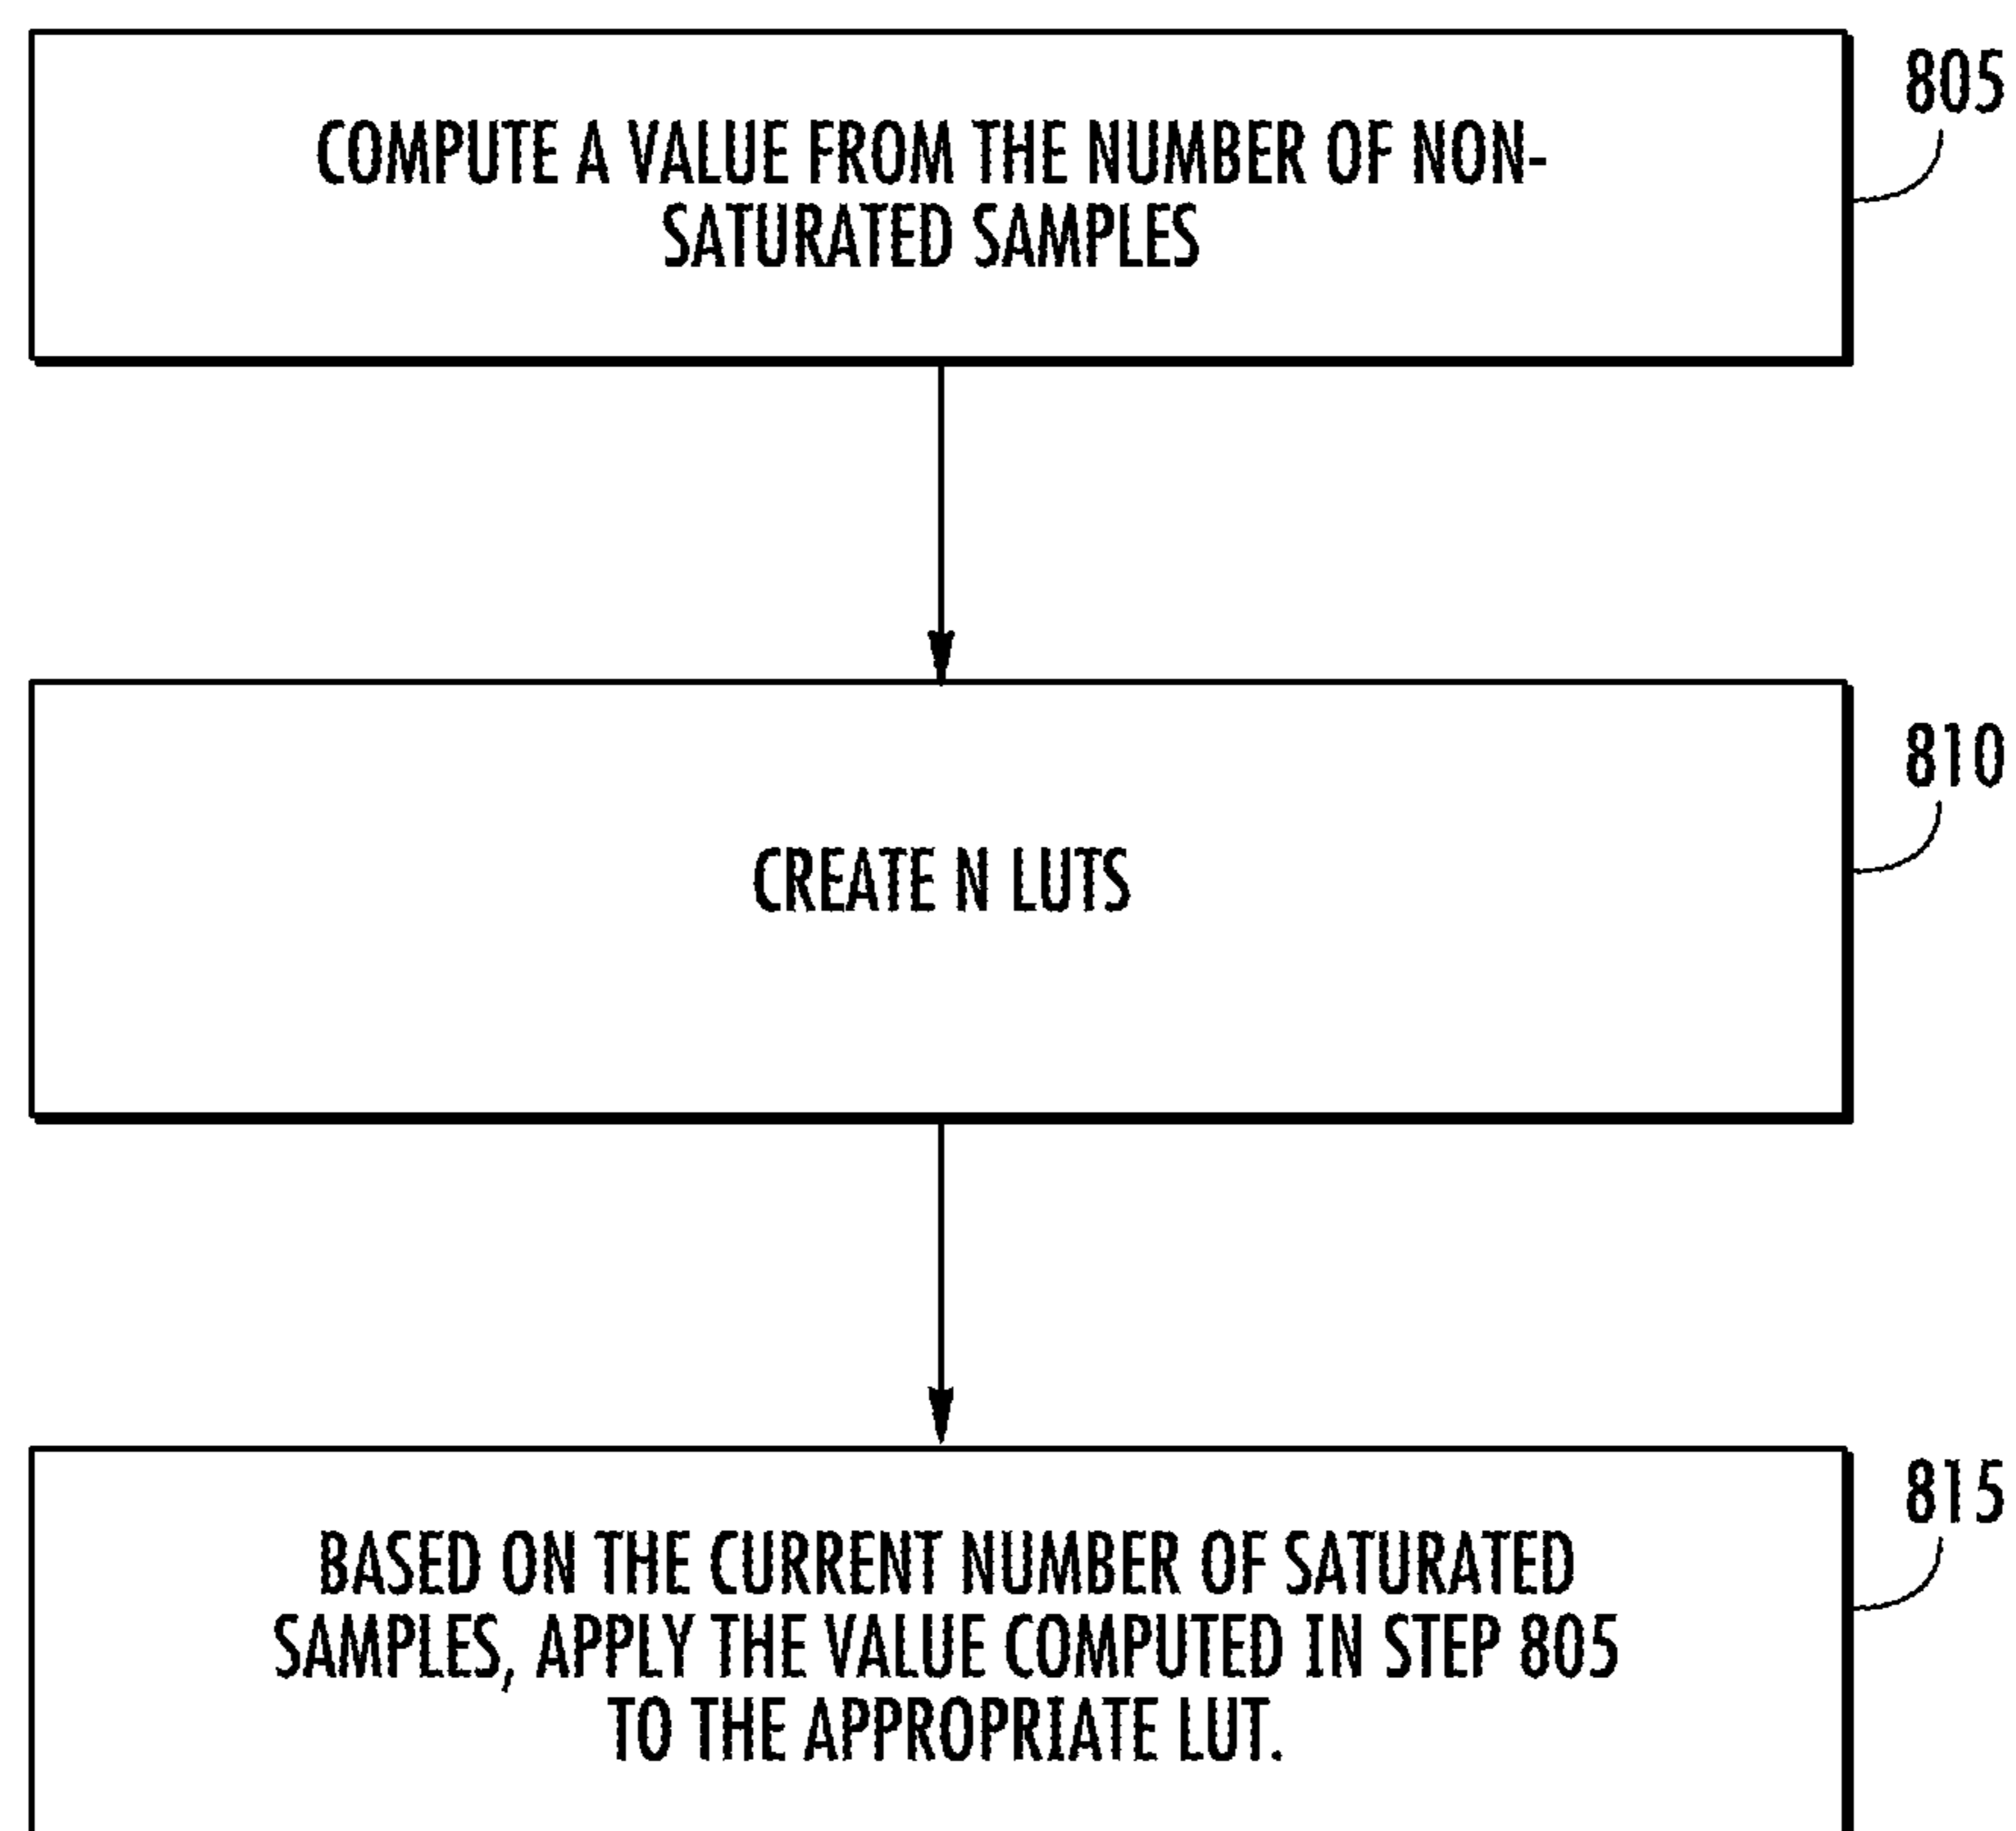 COMPUTE A VALUE FROM THE NUMBER OF NON-
SATURATED SAMPLES
805
CREATE N LUTS
810
BASED ON THE CURRENT NUMBER OF SATURATED
SAMPLES, APPLY THE VALUE COMPUTED IN STEP 805
TO THE APPROPRIATE LUT.
815